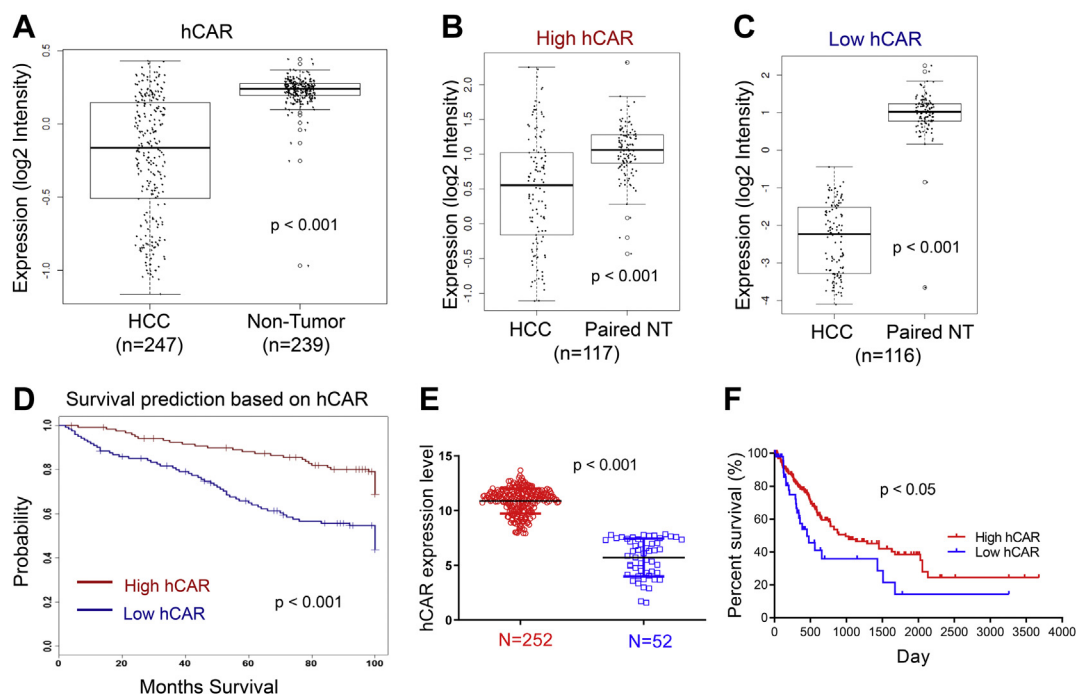 A
hCAR
Expression (log2 Intensity)
0.5
0.0
-0.5
-1.0
p < 0.001
HCC
(n=247)
Non-Tumor
(n=239)
B
High hCAR
Expression (log2 Intensity)
2.0
1.5
1.0
0.5
0.0
-0.5
-1.0
p < 0.001
HCC
Paired NT
(n=117)
C
Low hCAR
Expression (log2 Intensity)
2
1
0
-1
-2
-3
-4
p < 0.001
HCC
Paired NT
(n=116)
D
Survival prediction based on hCAR
Probability
1.0
0.8
0.6
0.4
0.2
0.0
High hCAR
Low hCAR
p < 0.001
0 20 40 60 80 100
Months Survival
E
hCAR expression level
15
10
5
0
p < 0.001
N=252
N=52
F
Percent survival (%)
100
80
60
40
20
0
p < 0.05
High hCAR
Low hCAR
0 500 1000 1500 2000 2500 3000 3500 4000
Day